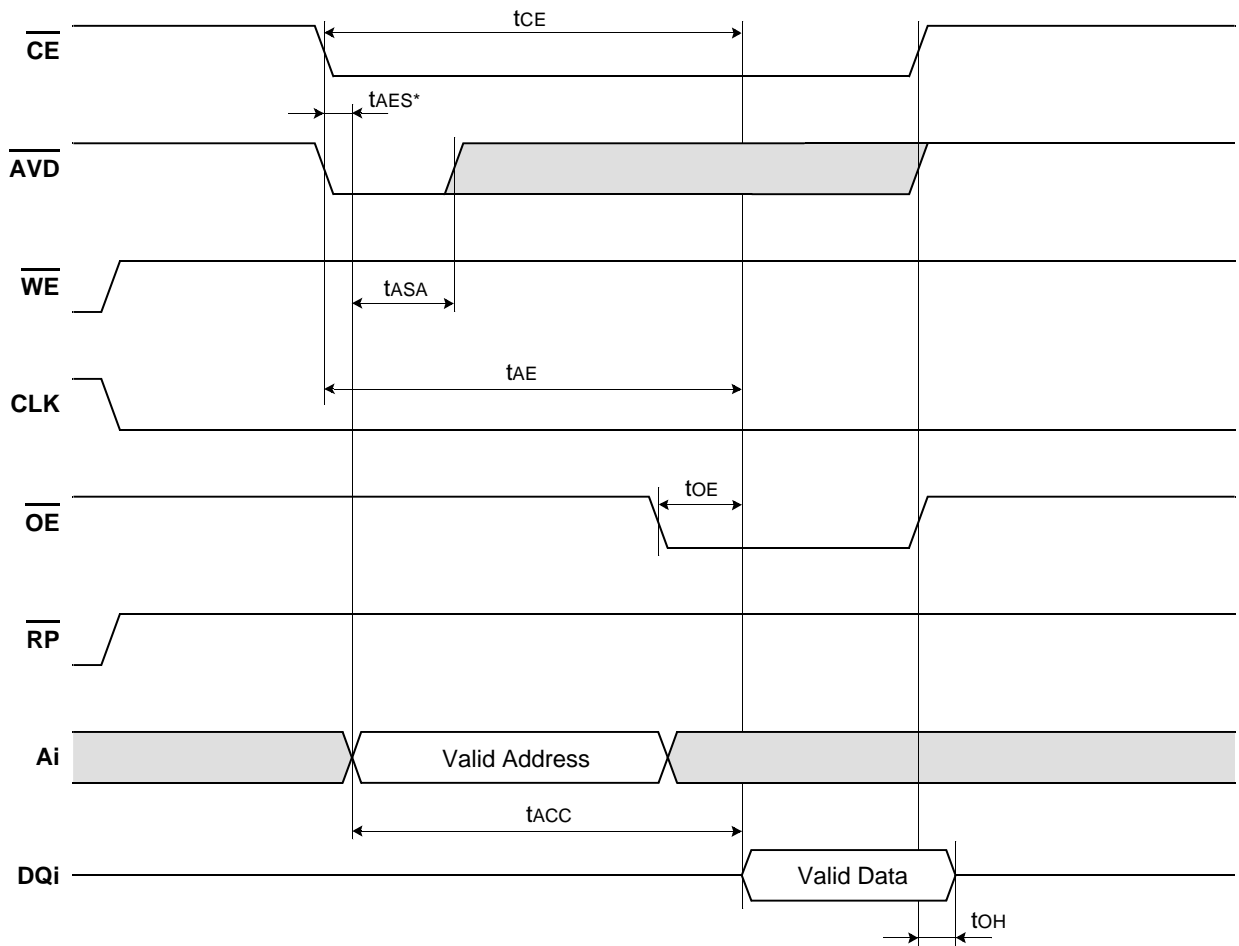 tCE
CE
tAES*
AVD
WE
tASA
tAE
CLK
tOE
OE
RP
Ai
Valid Address
tACC
DQi
Valid Data
tOH